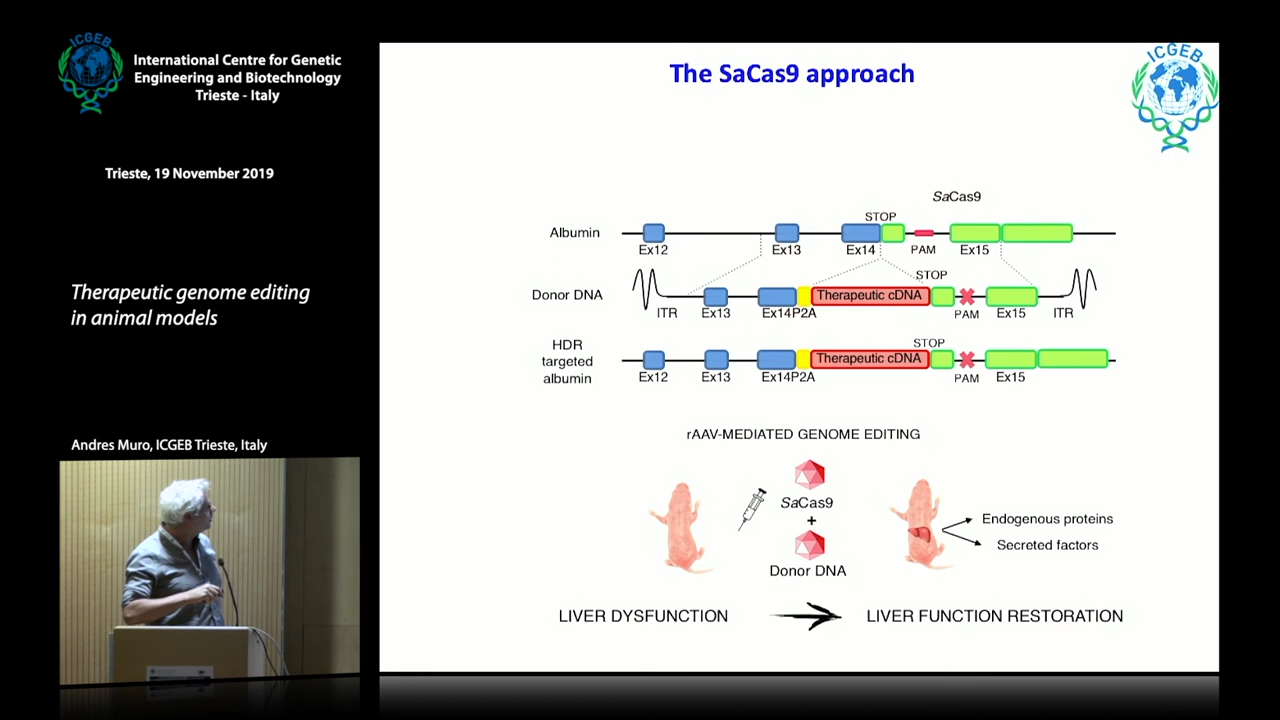 ICGEB
International Centre for Genetic
Engineering and Biotechnology
Trieste - Italy
Trieste, 19 November 2019
Therapeutic genome editing
in animal models
Andres Muro, ICGEB Trieste, Italy
The SaCas9 approach
ICGEB
SaCas9
STOP
Albumin
Ex12
Ex13
Ex14
PAM
Ex15
STOP
Donor DNA
Therapeutic cDNA
ITR
Ex13
Ex14P2A
PAM
Ex15
ITR
HDR
targeted
albumin
STOP
Therapeutic cDNA
Ex12
Ex13
Ex14P2A
PAM
Ex15
rAAV-MEDIATED GENOME EDITING
SaCas9
+
Donor DNA
Endogenous proteins
Secreted factors
LIVER DYSFUNCTION
LIVER FUNCTION RESTORATION